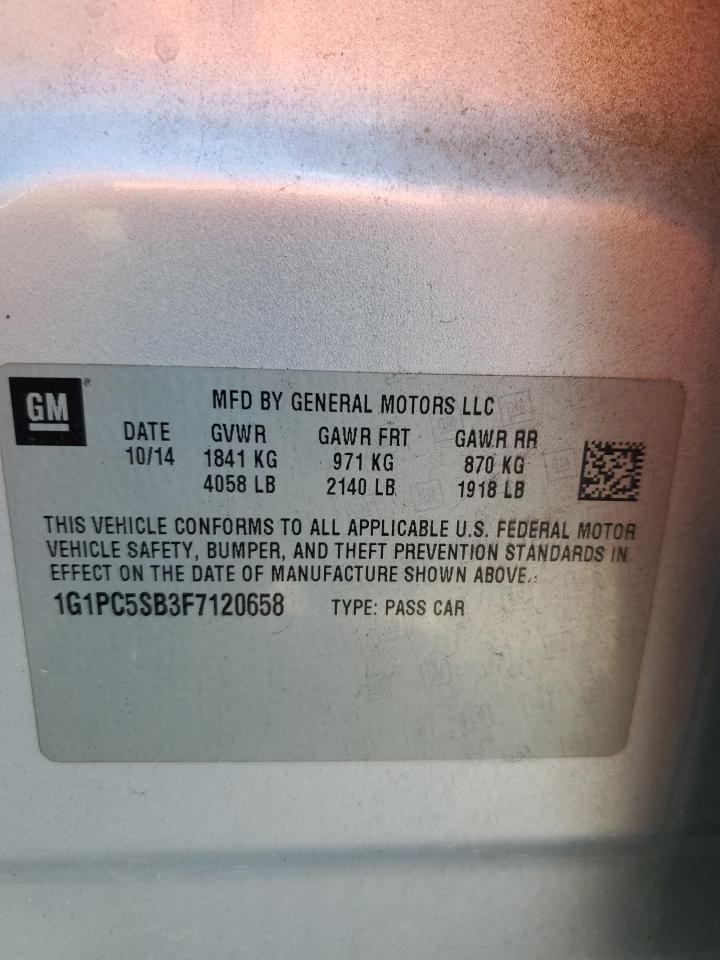 GM®
MFD BY GENERAL MOTORS LLC
DATE GVWR GAWR FRT GAWR RR
10/14 1841 KG 971 KG 870 KG
4058 LB 2140 LB 1918 LB
THIS VEHICLE CONFORMS TO ALL APPLICABLE U.S. FEDERAL MOTOR
VEHICLE SAFETY, BUMPER, AND THEFT PREVENTION STANDARDS IN
EFFECT ON THE DATE OF MANUFACTURE SHOWN ABOVE.
1G1PC5SB3F7120658 TYPE: PASS CAR